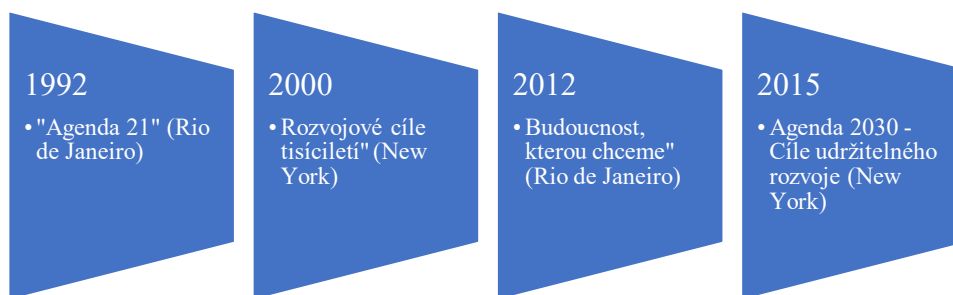 1992
• "Agenda 21" (Rio
de Janeiro)
2000
• Rozvojové cíle
tisíciletí" (New
York)
2012
• Budoucnost,
kterou chceme"
(Rio de Janeiro)
2015
• Agenda 2030 -
Cíle udržitelného
rozvoje (New
York)